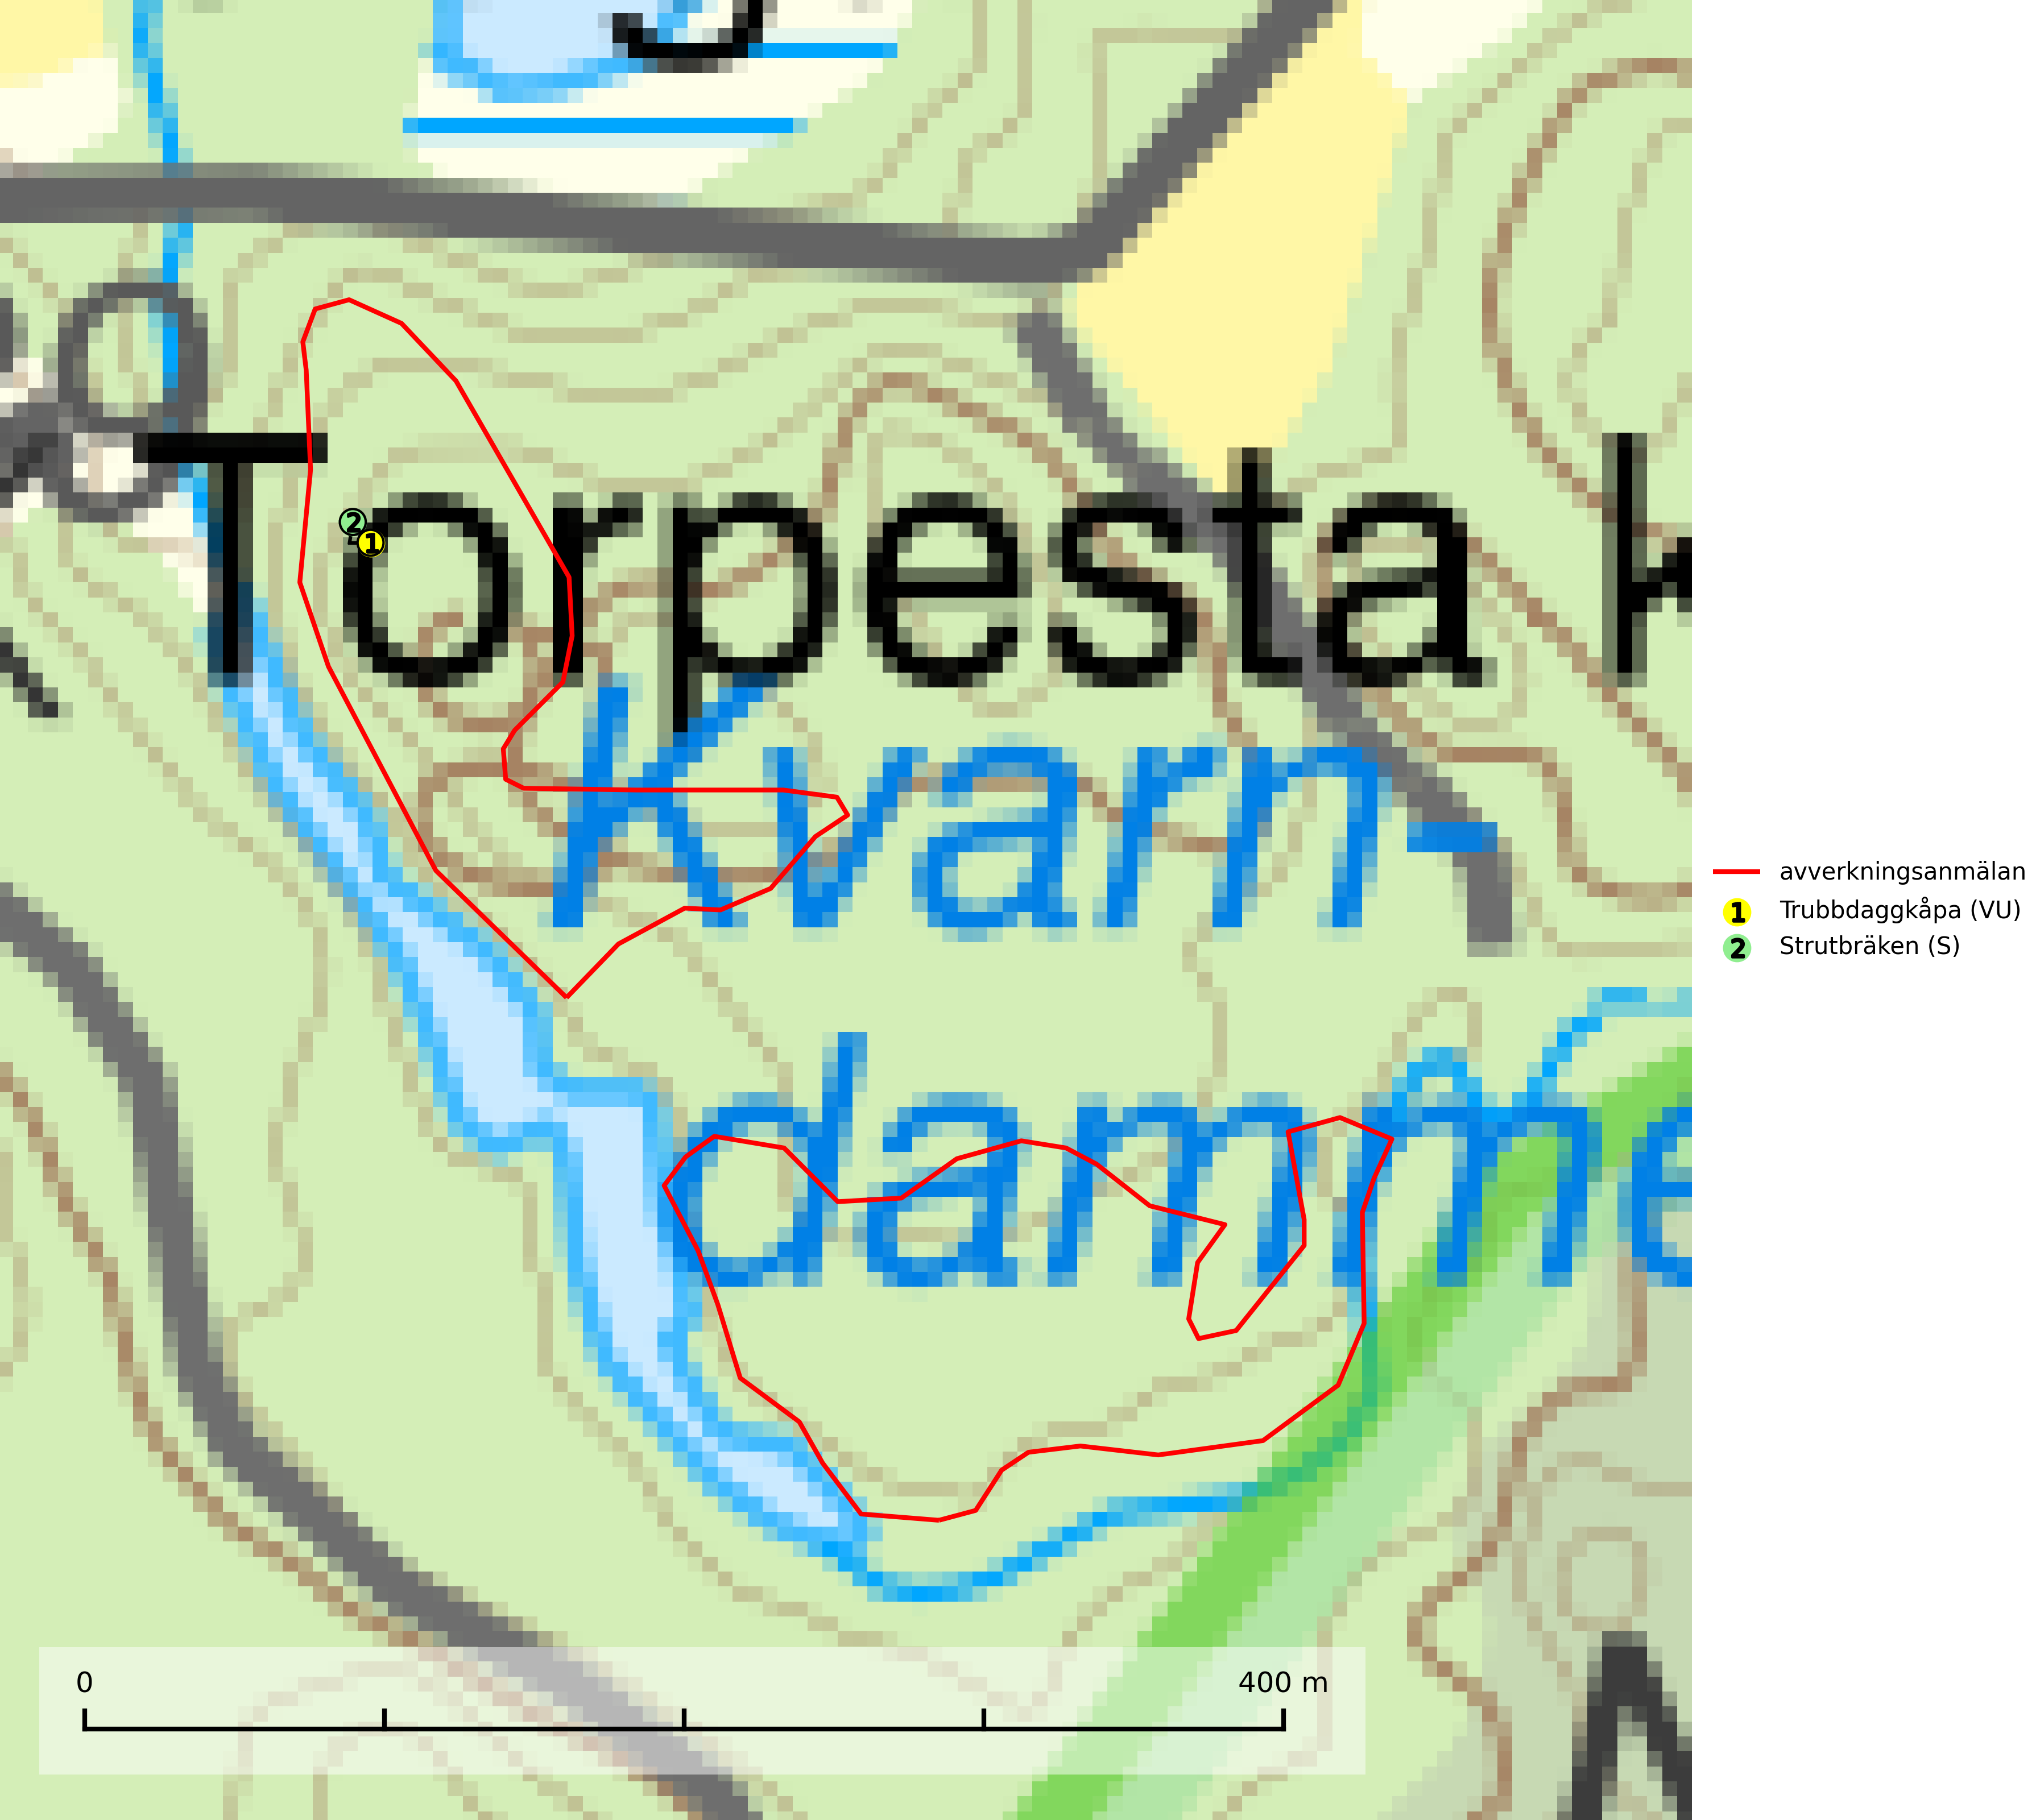 Torpesta k
Kvarn-
damme
avverkningsanmälan
1 Trubbdaggkåpa (VU)
2 Strutbräken (S)
2
1
0 400 m